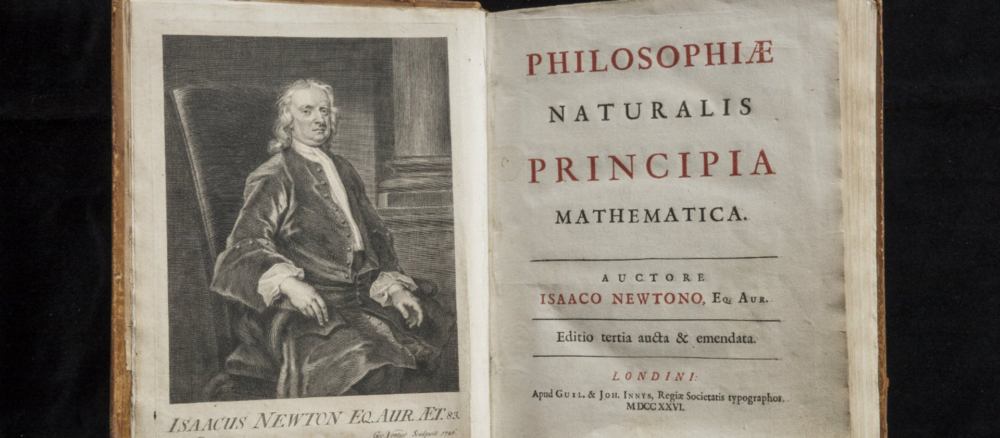 ISAACUS NEWTON EQ. AUR. ÆT. 83.
Geo. Vertue Sculpsit 1726.
PHILOSOPHIÆ
NATURALIS
PRINCIPIA
MATHEMATICA.
AUCTORE
ISAACO NEWTONO, EQ. AUR.
Editio tertia aucta & emendata.
LONDINI:
Apud GUIL. & JOH. INNYS, Regiæ Societatis typographos.
MDCCXXVI.